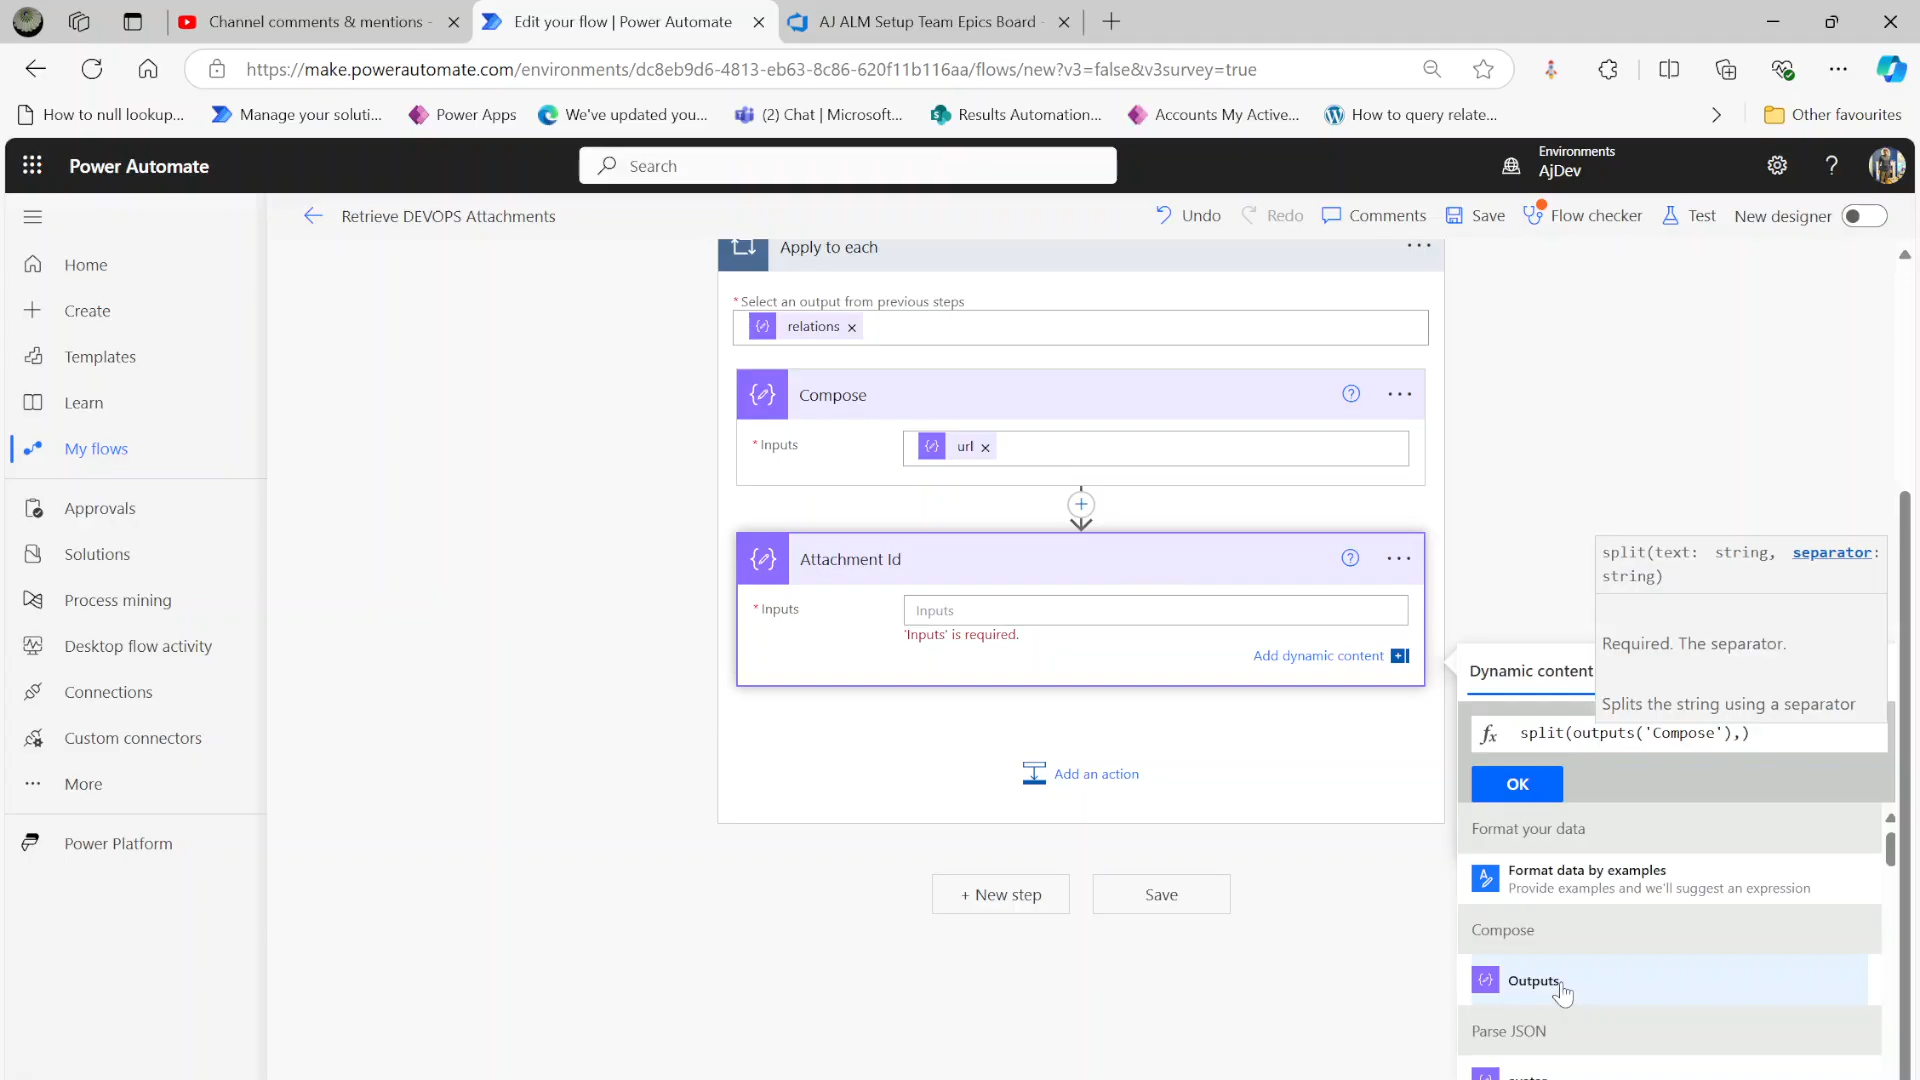 Channel comments & mentions -
Edit your flow | Power Automate
AJ ALM Setup Team Epics Board -
https://make.powerautomate.com/environments/dc8eb9d6-4813-eb63-8c86-620f11b116aa/flows/new?v3=false&v3survey=true
How to null lookup...
Manage your soluti...
Power Apps
We've updated you...
(2) Chat | Microsoft...
Results Automation...
Accounts My Active...
How to query relate...
Other favourites
Power Automate
Search
Environments
AjDev
Retrieve DEVOPS Attachments
Undo
Redo
Comments
Save
Flow checker
Test
New designer
Home
Create
Templates
Learn
My flows
Approvals
Solutions
Process mining
Desktop flow activity
Connections
Custom connectors
More
Power Platform
Apply to each
* Select an output from previous steps
relations
Compose
* Inputs
url
Attachment Id
* Inputs
Inputs
'Inputs' is required.
Add dynamic content
Add an action
+ New step
Save
split(text: string, separator:
string)
Required. The separator.
Splits the string using a separator
Dynamic content
fx split(outputs('Compose'),)
OK
Format your data
Format data by examples
Provide examples and we'll suggest an expression
Compose
Outputs
Parse JSON